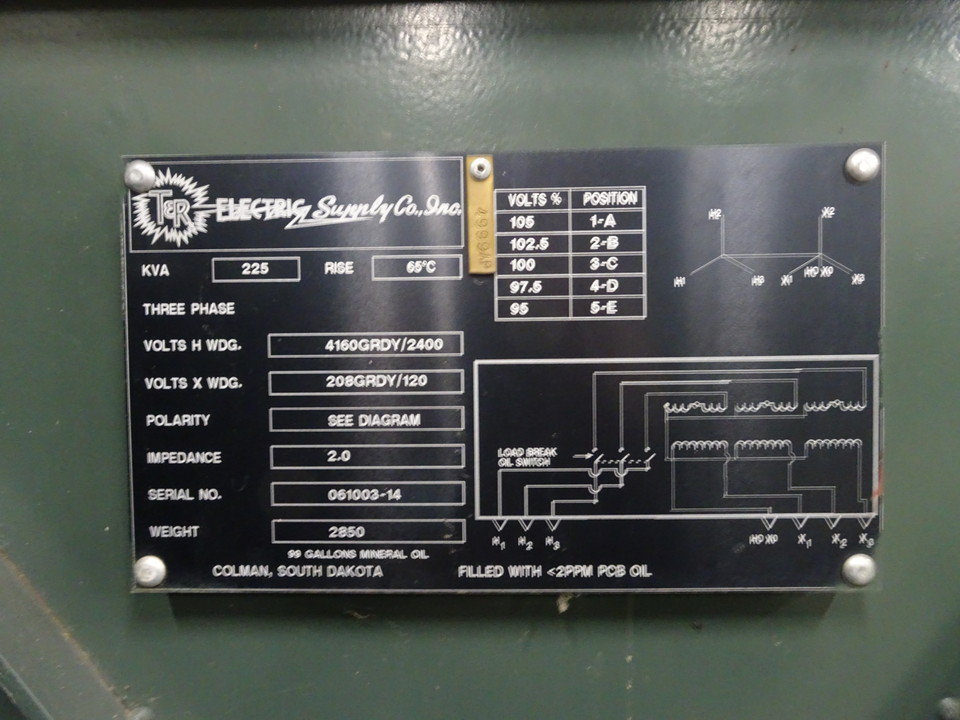 T&R ELECTRIC Supply Co., Inc.
KVA 225 RISE 65°C
THREE PHASE
VOLTS H WDG. 4160GRDY/2400
VOLTS X WDG. 208GRDY/120
POLARITY SEE DIAGRAM
IMPEDANCE 2.0
SERIAL NO. 061003-14
WEIGHT 2850
99 GALLONS MINERAL OIL
COLMAN, SOUTH DAKOTA FILLED WITH <2PPM PCB OIL
VOLTS % POSITION
105 1-A
102.5 2-B
100 3-C
97.5 4-D
95 5-E
H2 X2
H1 H3 X1 H0 X0 X3
LOAD BREAK
OIL SWITCH
H1 H2 H3 H0 X0 X1 X2 X3